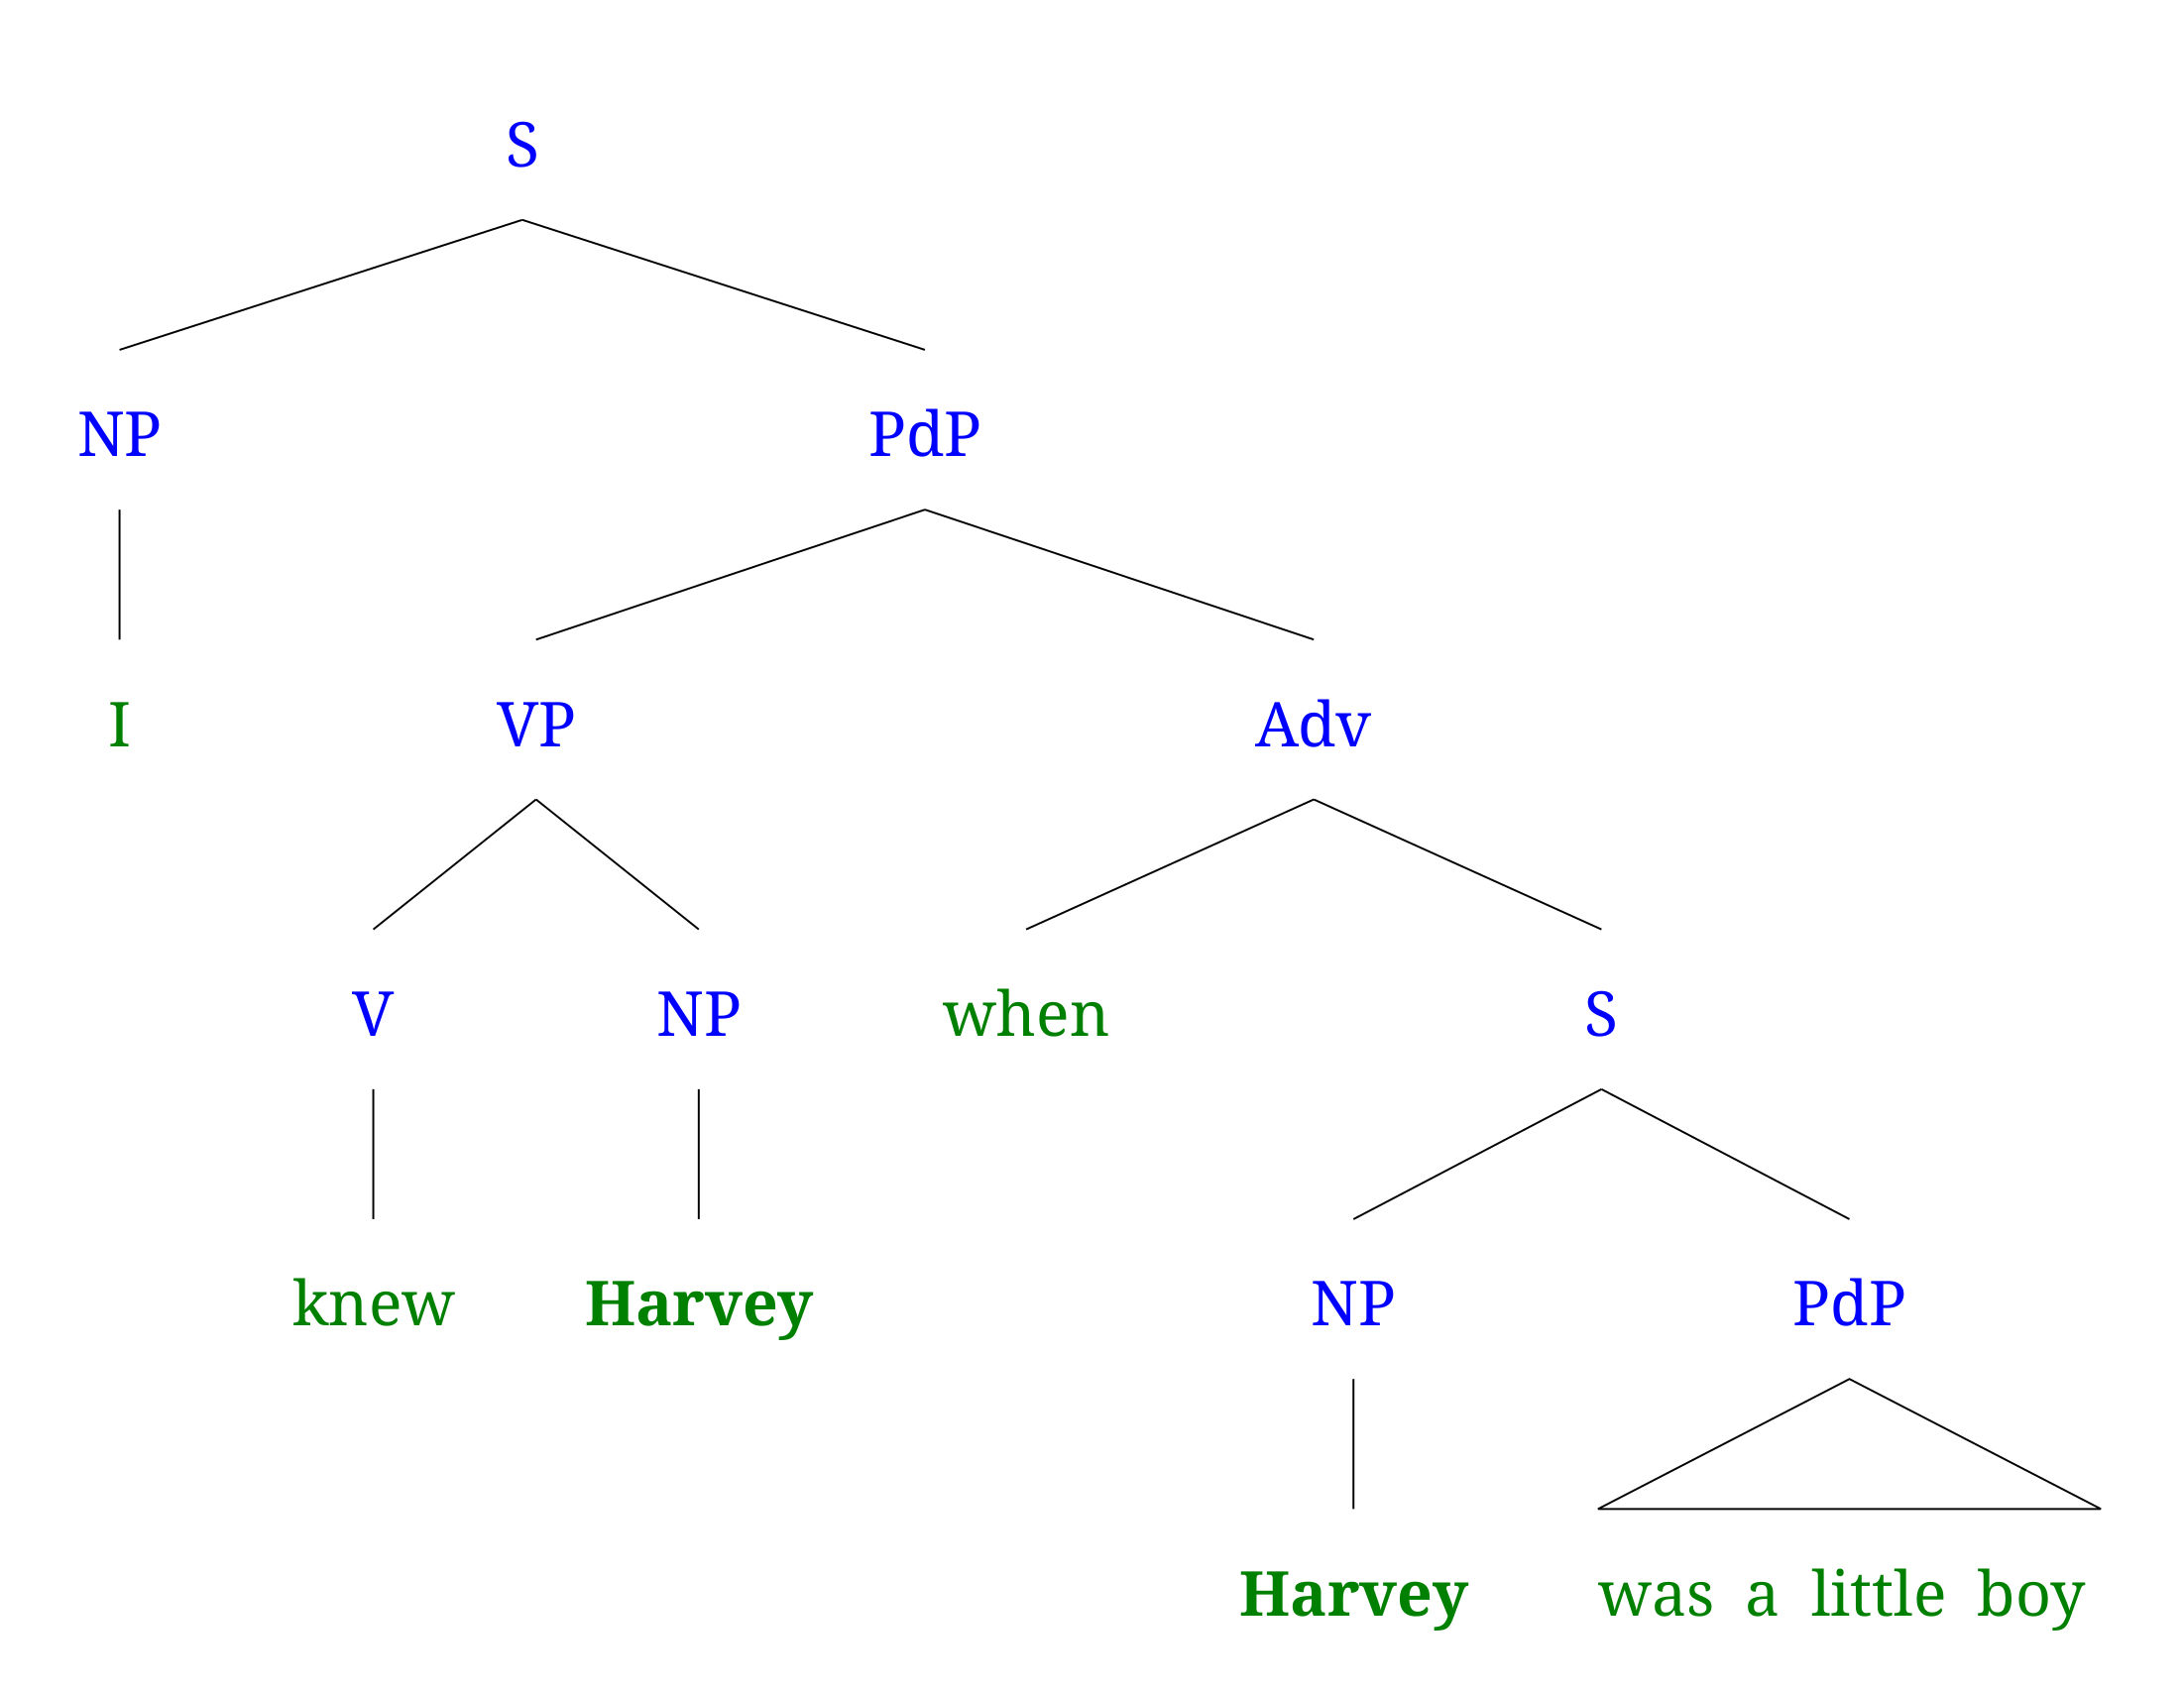 S
NP PdP
I VP Adv
V NP when S
knew Harvey NP PdP
Harvey was a little boy